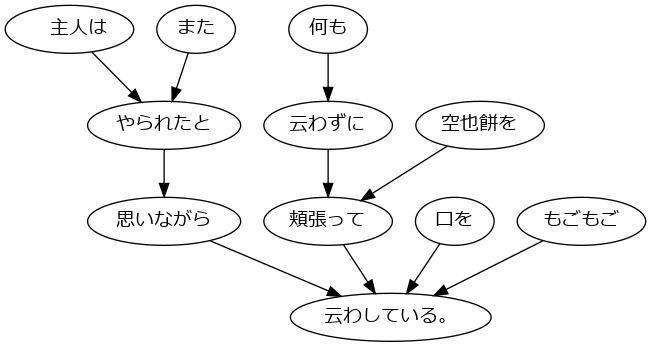 主人は また 何も
やられたと 云わずに 空也餅を
思いながら 頬張って 口を もごもご
云わしている。